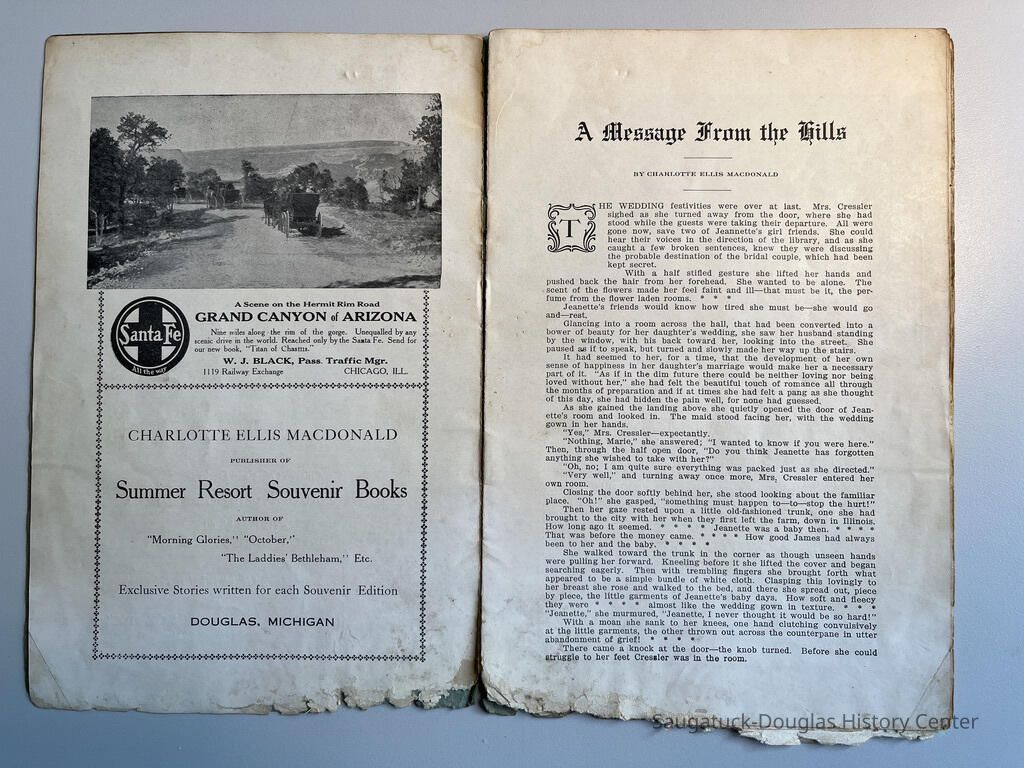 Santa Fe
All the way
A Scene on the Hermit Rim Road
GRAND CANYON of ARIZONA
Nine miles along the rim of the gorge. Unequalled by any
scenic drive in the world. Reached only by the Santa Fe. Send for
our new book, "Titan of Chasms."
W. J. BLACK, Pass. Traffic Mgr.
1119 Railway Exchange CHICAGO, ILL.
CHARLOTTE ELLIS MACDONALD
PUBLISHER OF
Summer Resort Souvenir Books
AUTHOR OF
"Morning Glories," "October,"
"The Laddies' Bethleham," Etc.
Exclusive Stories written for each Souvenir Edition
DOUGLAS, MICHIGAN
A Message From the Hills
BY CHARLOTTE ELLIS MACDONALD
THE WEDDING festivities were over at last. Mrs. Cressler
sighed as she turned away from the door, where she had
stood while the guests were taking their departure. All were
gone now, save two of Jeannette's girl friends. She could
hear their voices in the direction of the library, and as she
caught a few broken sentences, knew they were discussing
the probable destination of the bridal couple, which had been
kept secret.
With a half stifled gesture she lifted her hands and
pushed back the hair from her forehead. She wanted to be alone. The
scent of the flowers made her feel faint and ill—that must be it, the per-
fume from the flower laden rooms. * * *
Jeannette's friends would know how tired she must be—she would go
and—rest.
Glancing into a room across the hall, that had been converted into a
bower of beauty for her daughter's wedding, she saw her husband standing
by the window, with his back toward her, looking into the street. She
paused as if to speak, but turned and slowly made her way up the stairs.
It had seemed to her, for a time, that the development of her own
sense of happiness in her daughter's marriage would make her a necessary
part of it. "As if in the dim future there could be neither loving nor being
loved without her," she had felt the beautiful touch of romance all through
the months of preparation and if at times she had felt a pang as she thought
of this day, she had hidden the pain well, for none had guessed.
As she gained the landing above she quietly opened the door of Jean-
ette's room and looked in. The maid stood facing her, with the wedding
gown in her hands.
"Yes," Mrs. Cressler—expectantly.
"Nothing, Marie," she answered; "I wanted to know if you were here."
Then, through the half open door, "Do you think Jeanette has forgotten
anything she wished to take with her?"
"Oh, no; I am quite sure everything was packed just as she directed."
"Very well," and turning away once more, Mrs. Cressler entered her
own room.
Closing the door softly behind her, she stood looking about the familiar
place. "Oh!" she gasped, "something must happen to—to—stop the hurt!"
Then her gaze rested upon a little old-fashioned trunk, one she had
brought to the city with her when they first left the farm, down in Illinois.
How long ago it seemed. * * * * Jeannette was a baby then. * * * *
That was before the money came. * * * * How good James had always
been to her and the baby. * * * *
She walked toward the trunk in the corner as though unseen hands
were pulling her forward. Kneeling before it she lifted the cover and began
searching eagerly. Then with trembling fingers she brought forth what
appeared to be a simple bundle of white cloth. Clasping this lovingly to
her breast she rose and walked to the bed, and there she spread out, piece
by piece, the little garments of Jeanette's baby days. How soft and fleecy
they were * * * * almost like the wedding gown in texture. * * *
"Jeanette," she murmured, "Jeanette, I never thought it would be so hard!"
With a moan she sank to her knees, one hand clutching convulsively
at the little garments, the other thrown out across the counterpane in utter
abandonment of grief! * * * *
There came a knock at the door—the knob turned. Before she could
struggle to her feet Cressler was in the room.
Saugatuck-Douglas History Center